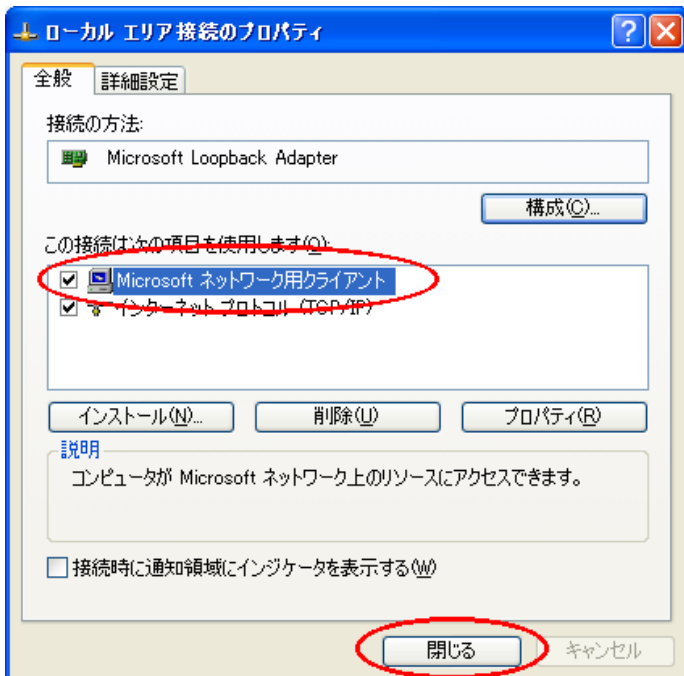 ローカル エリア接続のプロパティ
全般 詳細設定
接続の方法:
Microsoft Loopback Adapter
構成(C)...
この接続は次の項目を使用します(O):
Microsoft ネットワーク用クライアント
インターネット プロトコル (TCP/IP)
インストール(N)... 削除(U) プロパティ(R)
説明
コンピュータが Microsoft ネットワーク上のリソースにアクセスできます。
接続時に通知領域にインジケータを表示する(W)
閉じる キャンセル